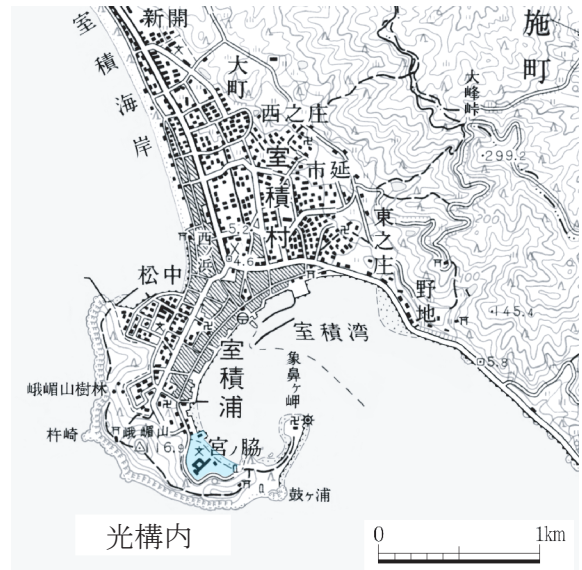 新開
施町
室積海岸
大町
大峰峠
西之庄
299.2
市延
室積村
東之庄
5.2
西浜
4.6
松中
野地
145.4
室積湾
5.8
室積浦
象鼻ヶ岬
峨嵋山樹林
杵崎
峨嵋山
116.9
宮ノ脇
鼓ヶ浦
光構内
0
1km